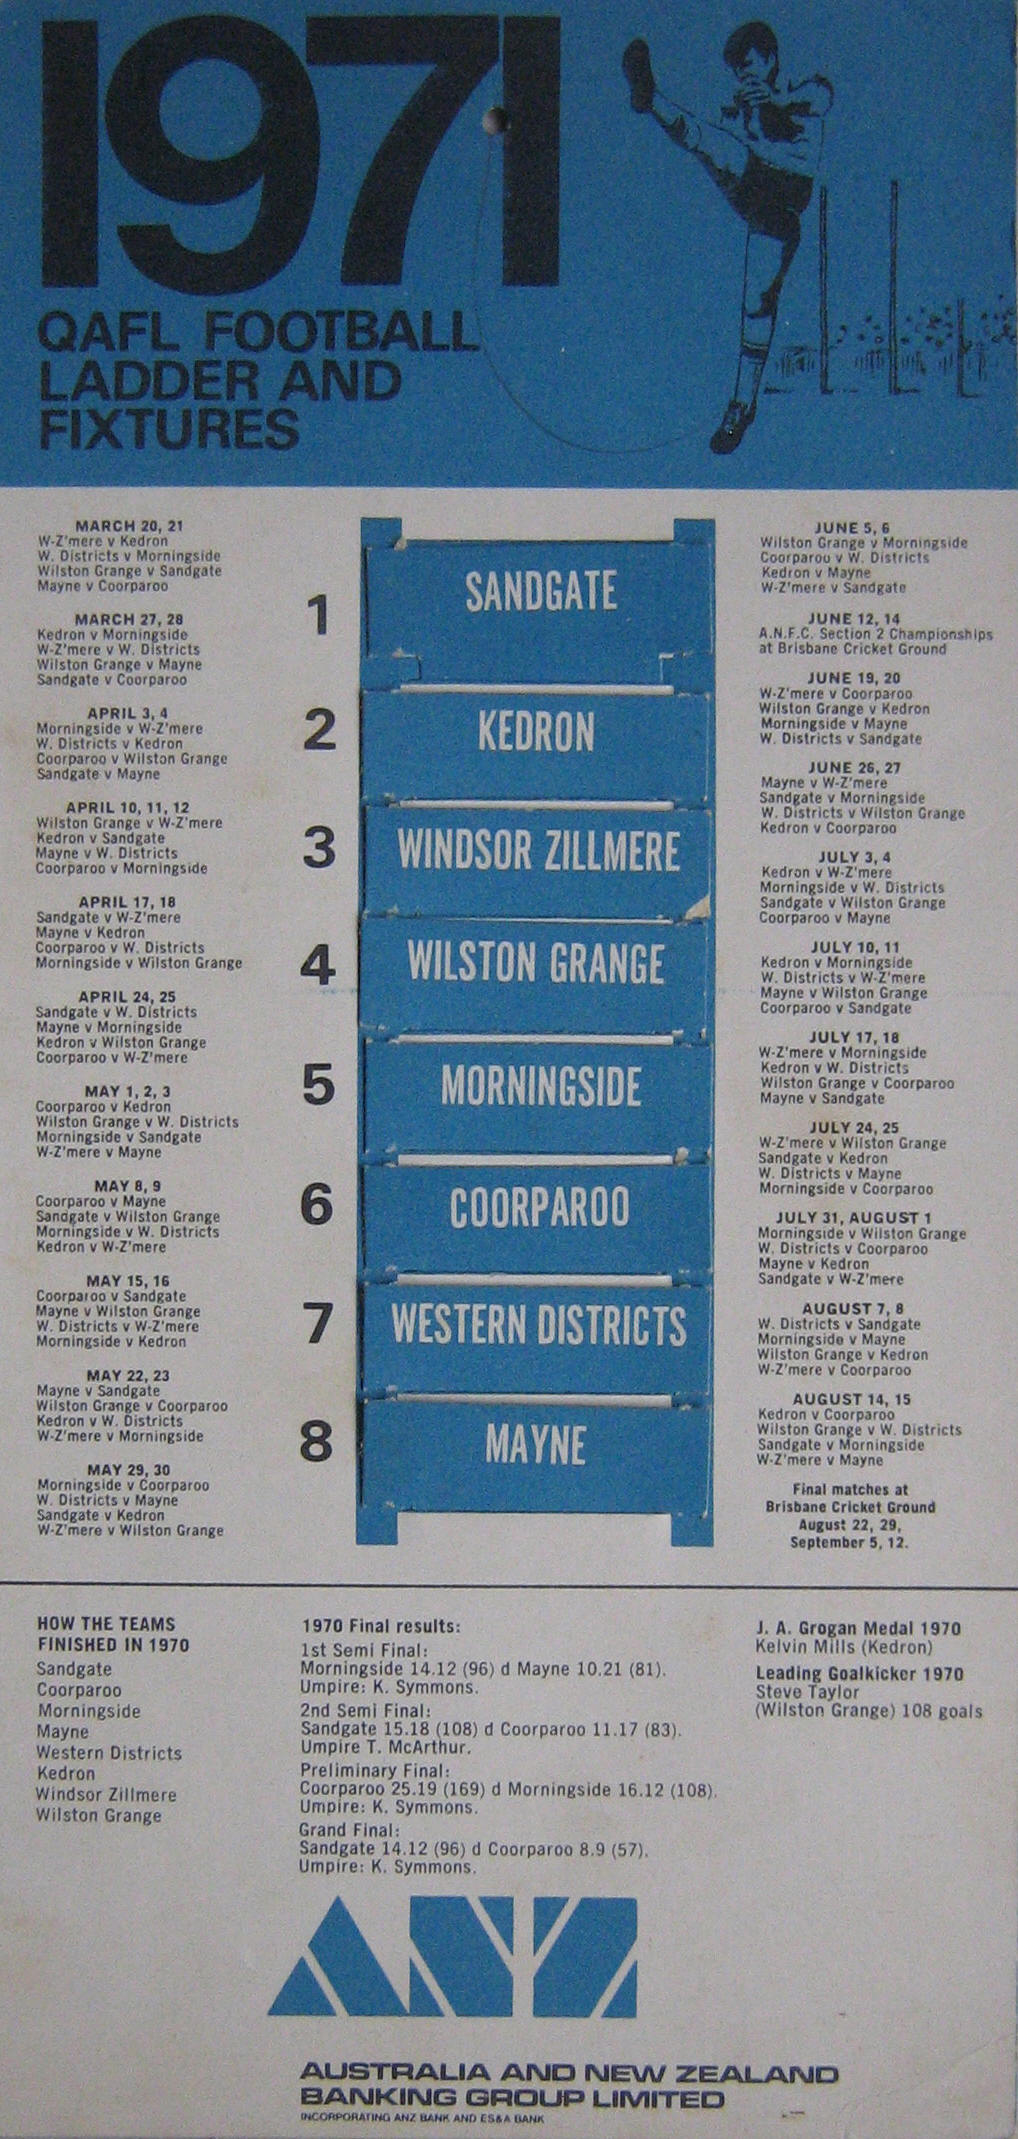 1971
QAFL FOOTBALL
LADDER AND
FIXTURES
MARCH 20, 21
W-Z'mere v Kedron
W. Districts v Morningside
Wilston Grange v Sandgate
Mayne v Coorparoo
MARCH 27, 28
Kedron v Morningside
W-Z'mere v W. Districts
Wilston Grange v Mayne
Sandgate v Coorparoo
APRIL 3, 4
Morningside v W-Z'mere
W. Districts v Kedron
Coorparoo v Wilston Grange
Sandgate v Mayne
APRIL 10, 11, 12
Wilston Grange v W-Z'mere
Kedron v Sandgate
Mayne v W. Districts
Coorparoo v Morningside
APRIL 17, 18
Sandgate v W-Z'mere
Mayne v Kedron
Coorparoo v W. Districts
Morningside v Wilston Grange
APRIL 24, 25
Sandgate v W. Districts
Mayne v Morningside
Kedron v Wilston Grange
Coorparoo v W-Z'mere
MAY 1, 2, 3
Coorparoo v Kedron
Wilston Grange v W. Districts
Morningside v Sandgate
W-Z'mere v Mayne
MAY 8, 9
Coorparoo v Mayne
Sandgate v Wilston Grange
Morningside v W. Districts
Kedron v W-Z'mere
MAY 15, 16
Coorparoo v Sandgate
Mayne v Wilston Grange
W. Districts v W-Z'mere
Morningside v Kedron
MAY 22, 23
Mayne v Sandgate
Wilston Grange v Coorparoo
Kedron v W. Districts
W-Z'mere v Morningside
MAY 29, 30
Morningside v Coorparoo
W. Districts v Mayne
Sandgate v Kedron
W-Z'mere v Wilston Grange
1 SANDGATE
2 KEDRON
3 WINDSOR ZILLMERE
4 WILSTON GRANGE
5 MORNINGSIDE
6 COORPAROO
7 WESTERN DISTRICTS
8 MAYNE
JUNE 5, 6
Wilston Grange v Morningside
Coorparoo v W. Districts
Kedron v Mayne
W-Z'mere v Sandgate
JUNE 12, 14
A.N.F.C. Section 2 Championships
at Brisbane Cricket Ground
JUNE 19, 20
W-Z'mere v Coorparoo
Wilston Grange v Kedron
Morningside v Mayne
W. Districts v Sandgate
JUNE 26, 27
Mayne v W-Z'mere
Sandgate v Morningside
W. Districts v Wilston Grange
Kedron v Coorparoo
JULY 3, 4
Kedron v W-Z'mere
Morningside v W. Districts
Sandgate v Wilston Grange
Coorparoo v Mayne
JULY 10, 11
Kedron v Morningside
W. Districts v W-Z'mere
Mayne v Wilston Grange
Coorparoo v Sandgate
JULY 17, 18
W-Z'mere v Morningside
Kedron v W. Districts
Wilston Grange v Coorparoo
Mayne v Sandgate
JULY 24, 25
W-Z'mere v Wilston Grange
Sandgate v Kedron
W. Districts v Mayne
Morningside v Coorparoo
JULY 31, AUGUST 1
Morningside v Wilston Grange
W. Districts v Coorparoo
Mayne v Kedron
Sandgate v W-Z'mere
AUGUST 7, 8
W. Districts v Sandgate
Morningside v Mayne
Wilston Grange v Kedron
W-Z'mere v Coorparoo
AUGUST 14, 15
Kedron v Coorparoo
Wilston Grange v W. Districts
Sandgate v Morningside
W-Z'mere v Mayne
Final matches at
Brisbane Cricket Ground
August 22, 29,
September 5, 12.
HOW THE TEAMS
FINISHED IN 1970
Sandgate
Coorparoo
Morningside
Mayne
Western Districts
Kedron
Windsor Zillmere
Wilston Grange
1970 Final results:
1st Semi Final:
Morningside 14.12 (96) d Mayne 10.21 (81).
Umpire: K. Symmons.
2nd Semi Final:
Sandgate 15.18 (108) d Coorparoo 11.17 (83).
Umpire T. McArthur.
Preliminary Final:
Coorparoo 25.19 (169) d Morningside 16.12 (108).
Umpire: K. Symmons.
Grand Final:
Sandgate 14.12 (96) d Coorparoo 8.9 (57).
Umpire: K. Symmons.
J. A. Grogan Medal 1970
Kelvin Mills (Kedron)
Leading Goalkicker 1970
Steve Taylor
(Wilston Grange) 108 goals
ANZ
AUSTRALIA AND NEW ZEALAND
BANKING GROUP LIMITED
INCORPORATING ANZ BANK AND ES&A BANK